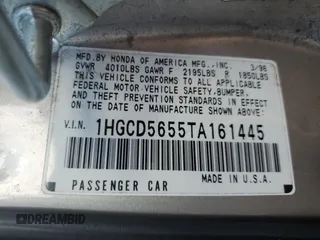 MFD. BY HONDA OF AMERICA MFG., INC. 3/96
GVWR 4010LBS GAWR F 2195LBS R 1850LBS
THIS VEHICLE CONFORMS TO ALL APPLICABLE
FEDERAL MOTOR VEHICLE SAFETY, BUMPER,
AND THEFT PREVENTION STANDARDS IN EFFECT
ON THE DATE OF MANUFACTURE SHOWN ABOVE.
V.I.N. 1HGCD5655TA161445
PASSENGER CAR MADE IN U.S.A.
DREAMBID